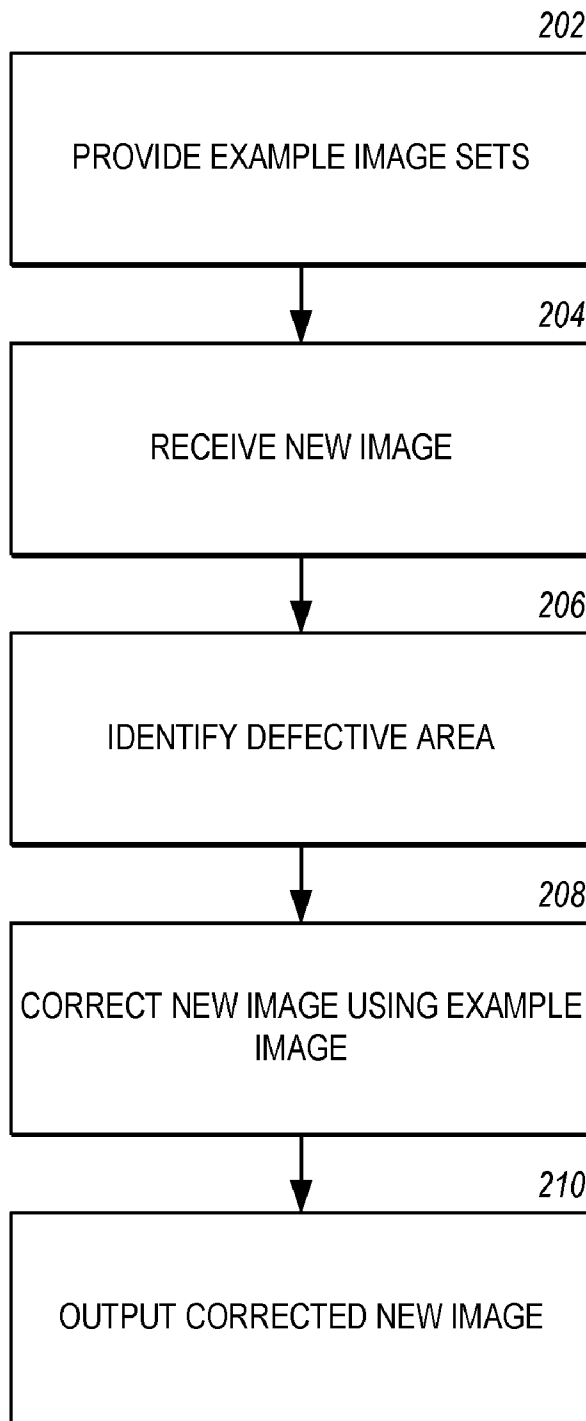 202
PROVIDE EXAMPLE IMAGE SETS
204
RECEIVE NEW IMAGE
206
IDENTIFY DEFECTIVE AREA
208
CORRECT NEW IMAGE USING EXAMPLE
IMAGE
210
OUTPUT CORRECTED NEW IMAGE